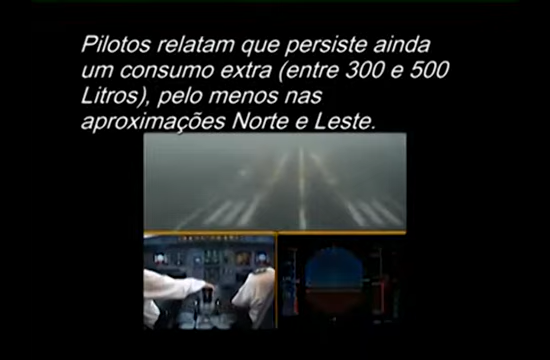 Pilotos relatam que persiste ainda
um consumo extra (entre 300 e 500
Litros), pelo menos nas
aproximações Norte e Leste.